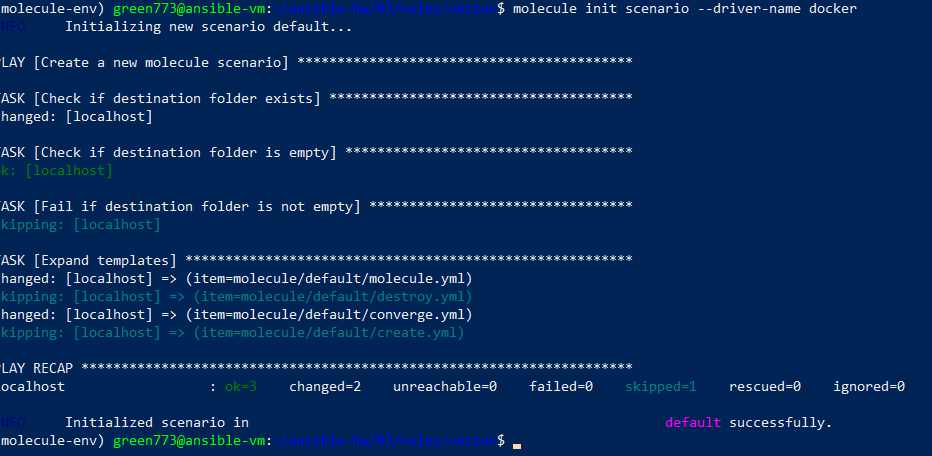 molecule-env) green773@ansible-vm:~/ansible_hw/03/roles/vector$ molecule init scenario --driver-name docker
NFO     Initializing new scenario default...
LAY [Create a new molecule scenario] ******************************************
ASK [Check if destination folder exists] **************************************
hanged: [localhost]
ASK [Check if destination folder is empty] ************************************
k: [localhost]
ASK [Fail if destination folder is not empty] *********************************
kipping: [localhost]
ASK [Expand templates] ********************************************************
hanged: [localhost] => (item=molecule/default/molecule.yml)
kipping: [localhost] => (item=molecule/default/destroy.yml)
hanged: [localhost] => (item=molecule/default/converge.yml)
kipping: [localhost] => (item=molecule/default/create.yml)
LAY RECAP *********************************************************************
ocalhost                  : ok=3    changed=2    unreachable=0    failed=0    skipped=1    rescued=0    ignored=0
NFO     Initialized scenario in                                                    default successfully.
molecule-env) green773@ansible-vm:~/ansible_hw/03/roles/vector$